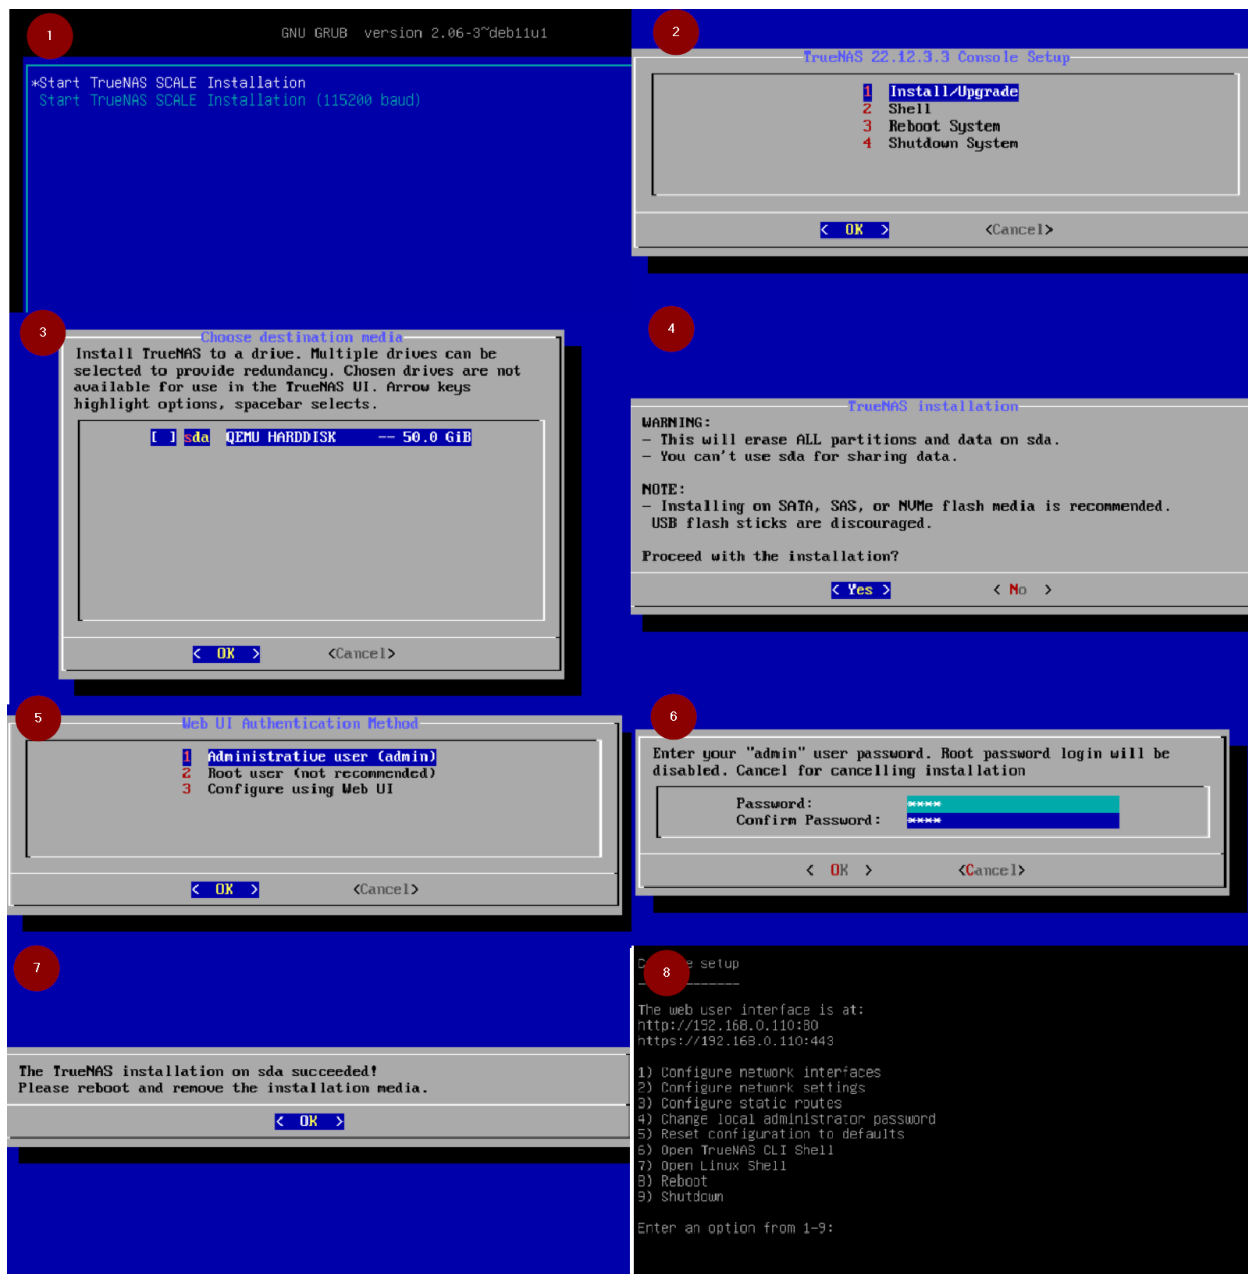 1
GNU GRUB  version 2.06-3~deb11u1
*Start TrueNAS SCALE Installation
Start TrueNAS SCALE Installation (115200 baud)
2
TrueNAS 22.12.3.3 Console Setup
1 Install/Upgrade
2 Shell
3 Reboot System
4 Shutdown System
< OK > <Cancel>
3
Choose destination media
Install TrueNAS to a drive. Multiple drives can be
selected to provide redundancy. Chosen drives are not
available for use in the TrueNAS UI. Arrow keys
highlight options, spacebar selects.
[ ] sda QEMU HARDDISK -- 50.0 GiB
< OK > <Cancel>
4
TrueNAS installation
WARNING:
- This will erase ALL partitions and data on sda.
- You can't use sda for sharing data.
NOTE:
- Installing on SATA, SAS, or NVMe flash media is recommended.
USB flash sticks are discouraged.
Proceed with the installation?
< Yes > < No >
5
Web UI Authentication Method
1 Administrative user (admin)
2 Root user (not recommended)
3 Configure using Web UI
< OK > <Cancel>
6
Enter your "admin" user password. Root password login will be
disabled. Cancel for cancelling installation
Password: ****
Confirm Password: ****
< OK > <Cancel>
7
The TrueNAS installation on sda succeeded!
Please reboot and remove the installation media.
< OK >
8
setup
-------------
The web user interface is at:
http://192.168.0.110:80
https://192.168.0.110:443
1) Configure network interfaces
2) Configure network settings
3) Configure static routes
4) Change local administrator password
5) Reset configuration to defaults
6) Open TrueNAS CLI Shell
7) Open Linux Shell
8) Reboot
9) Shutdown
Enter an option from 1-9: